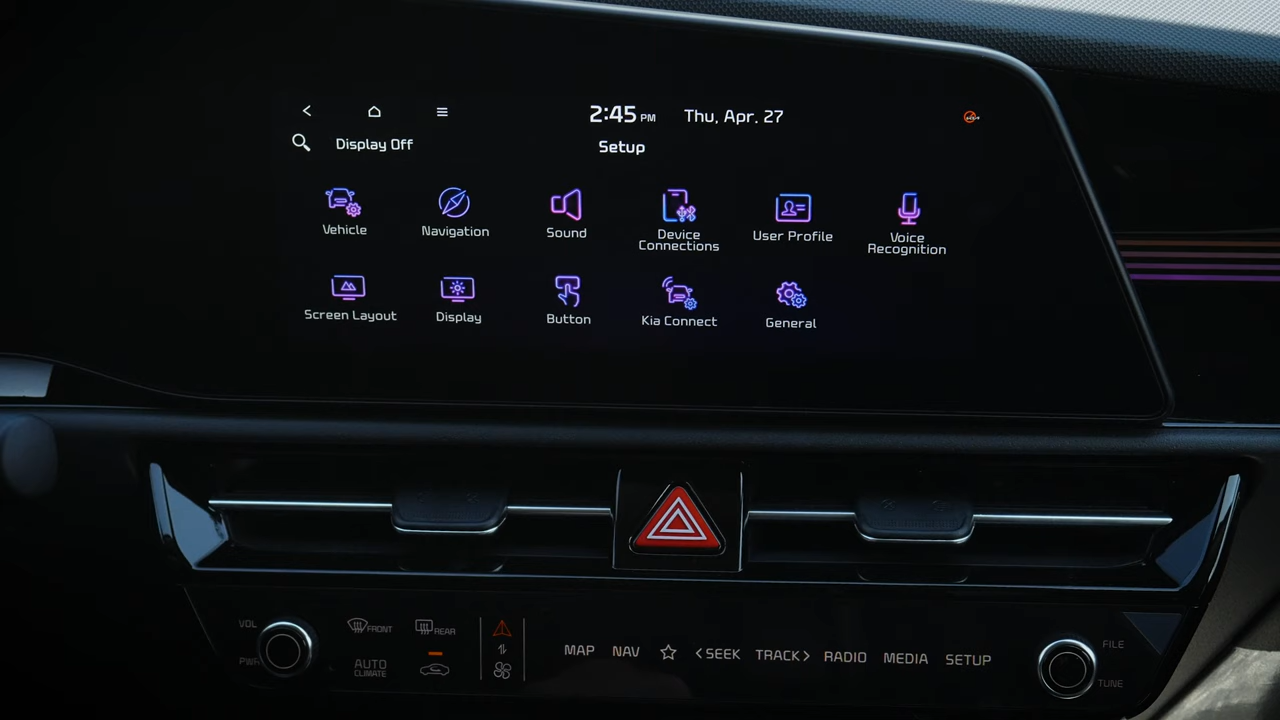 2:45 PM Thu, Apr. 27
Display Off
Setup
Vehicle
Navigation
Sound
Device
Connections
User Profile
Voice
Recognition
Screen Layout
Display
Button
Kia Connect
General
VOL
PWR
FRONT
REAR
AUTO
CLIMATE
MAP
NAV
SEEK
TRACK
RADIO
MEDIA
SETUP
FILE
TUNE